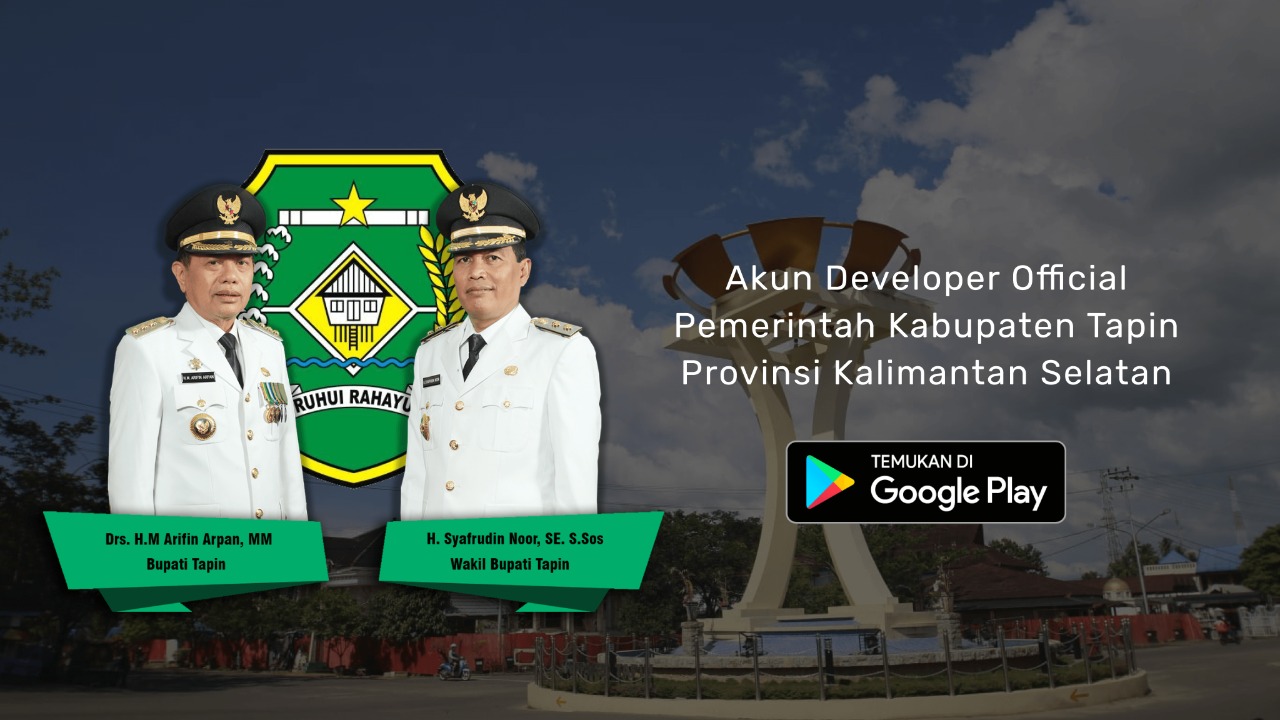 RUHUI RAHAYU
Drs. H.M Arifin Arpan, MM
Bupati Tapin
H. Syafrudin Noor, SE. S.Sos
Wakil Bupati Tapin
Akun Developer Official
Pemerintah Kabupaten Tapin
Provinsi Kalimantan Selatan
TEMUKAN DI
Google Play